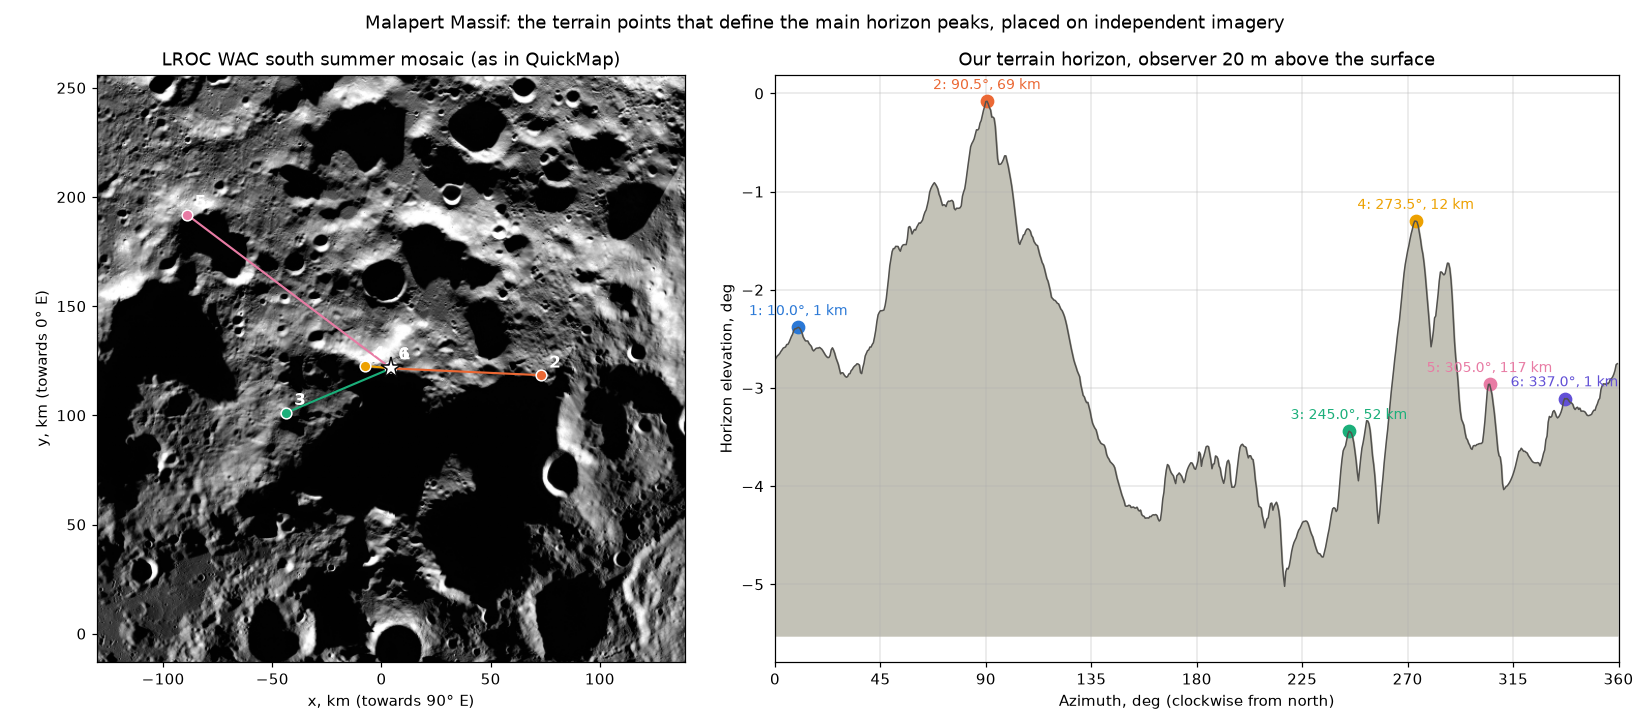 Malapert Massif: the terrain points that define the main horizon peaks, placed on independent imagery
LROC WAC south summer mosaic (as in QuickMap)
250
200
150
100
50
0
−100
−50
0
50
100
x, km (towards 90° E)
y, km (towards 0° E)
2
3
Our terrain horizon, observer 20 m above the surface
0
−1
−2
−3
−4
−5
0
45
90
135
180
225
270
315
360
Azimuth, deg (clockwise from north)
Horizon elevation, deg
1: 10.0°, 1 km
2: 90.5°, 69 km
3: 245.0°, 52 km
4: 273.5°, 12 km
5: 305.0°, 117 km
6: 337.0°, 1 km